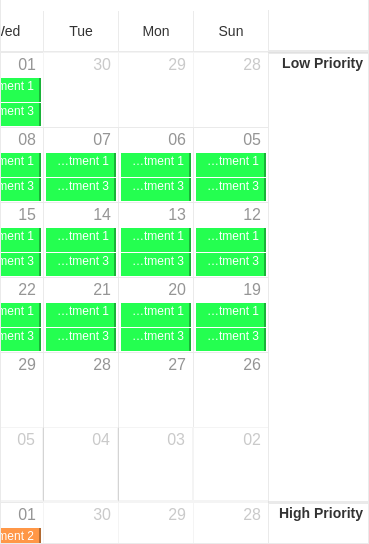 Wed Tue Mon Sun
01 30 29 28 Low Priority
ment 1
ment 3
08 07 06 05
ment 1 …tment 1 …tment 1 …tment 1
ment 3 …tment 3 …tment 3 …tment 3
15 14 13 12
ment 1 …tment 1 …tment 1 …tment 1
ment 3 …tment 3 …tment 3 …tment 3
22 21 20 19
ment 1 …tment 1 …tment 1 …tment 1
ment 3 …tment 3 …tment 3 …tment 3
29 28 27 26
05 04 03 02
01 30 29 28 High Priority
ment 2